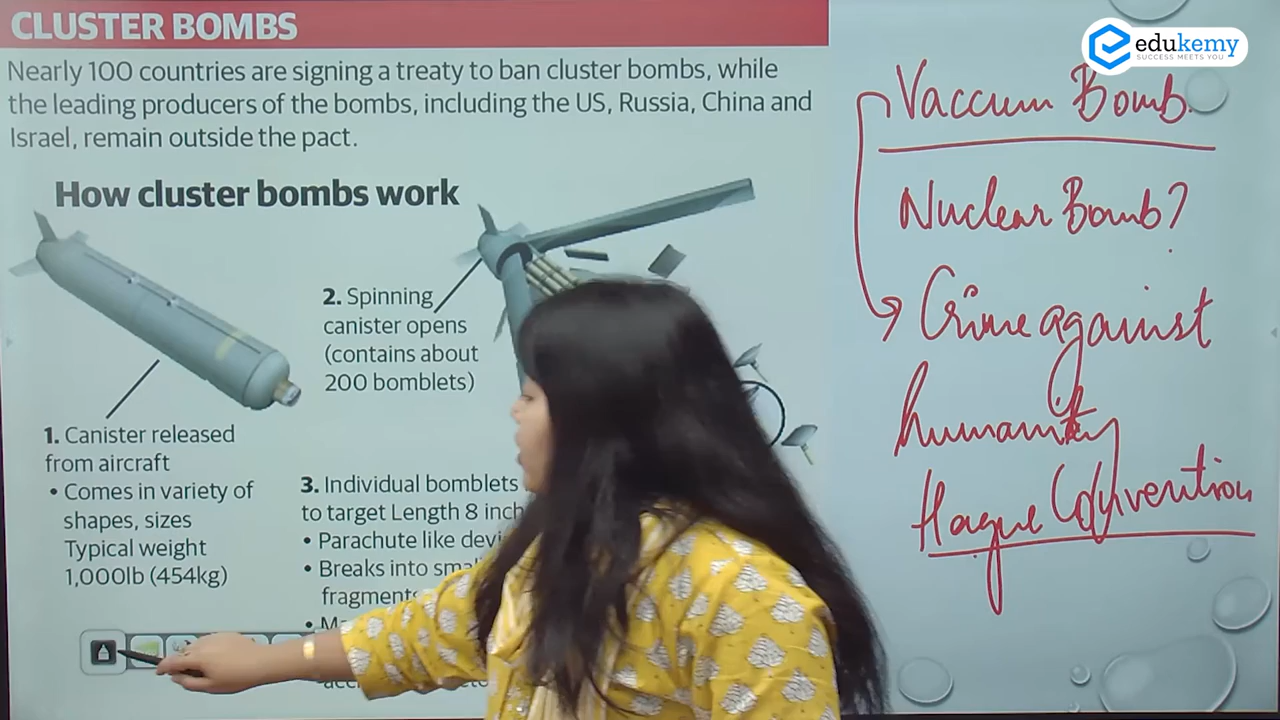 CLUSTER BOMBS
Nearly 100 countries are signing a treaty to ban cluster bombs, while
the leading producers of the bombs, including the US, Russia, China and
Israel, remain outside the pact.
How cluster bombs work
1. Canister released
from aircraft
• Comes in variety of
shapes, sizes
Typical weight
1,000lb (454kg)
2. Spinning
canister opens
(contains about
200 bomblets)
3. Individual bomblets
to target Length 8 inch
• Parachute like devi
• Breaks into sma
fragments
edukemy
SUCCESS MEETS YOU
Vaccum Bomb.
Nuclear Bomb?
Crime against
humanity
Hague Convention